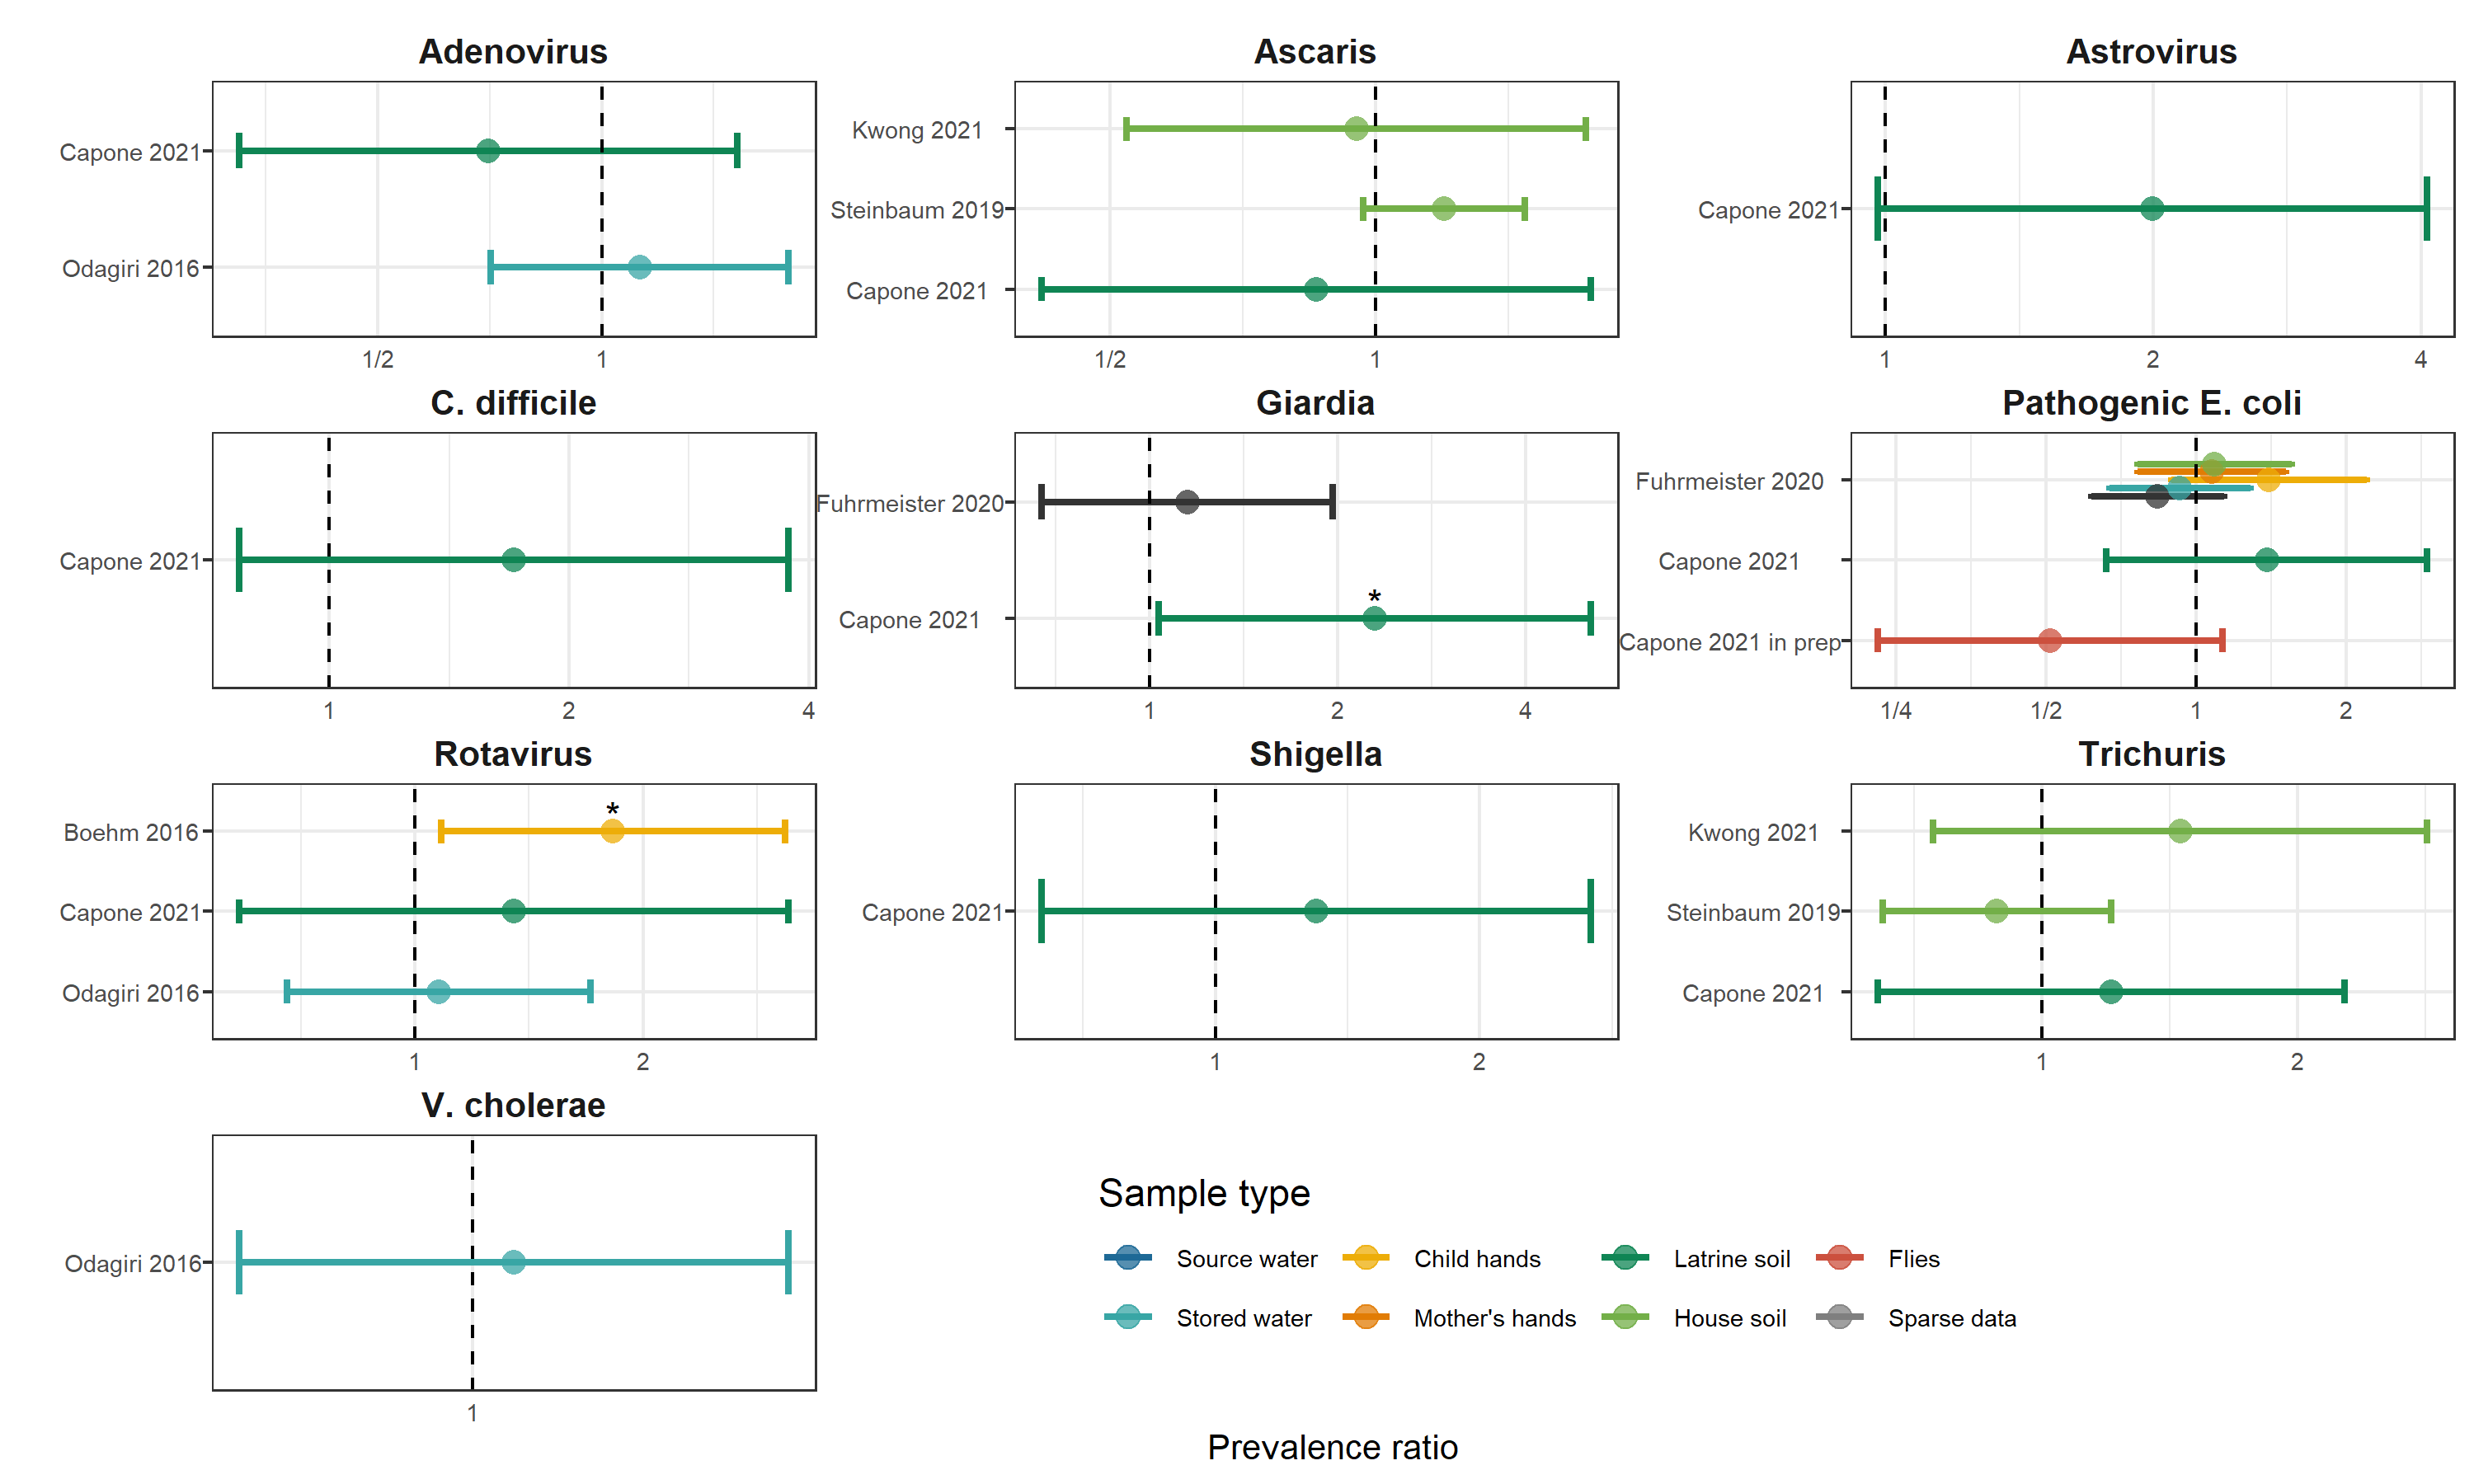 Adenovirus
Capone 2021
Odagiri 2016
1/2 1
Ascaris
Kwong 2021
Steinbaum 2019
Capone 2021
1/2 1
Astrovirus
Capone 2021
1 2 4
C. difficile
Capone 2021
1 2 4
Giardia
Fuhrmeister 2020
*
Capone 2021
1 2 4
Pathogenic E. coli
Fuhrmeister 2020
Capone 2021
Capone 2021 in prep
1/4 1/2 1 2
Rotavirus
*
Boehm 2016
Capone 2021
Odagiri 2016
1 2
Shigella
Capone 2021
1 2
Trichuris
Kwong 2021
Steinbaum 2019
Capone 2021
1 2
V. cholerae
Odagiri 2016
1
Sample type
Source water Child hands Latrine soil Flies
Stored water Mother's hands House soil Sparse data
Prevalence ratio